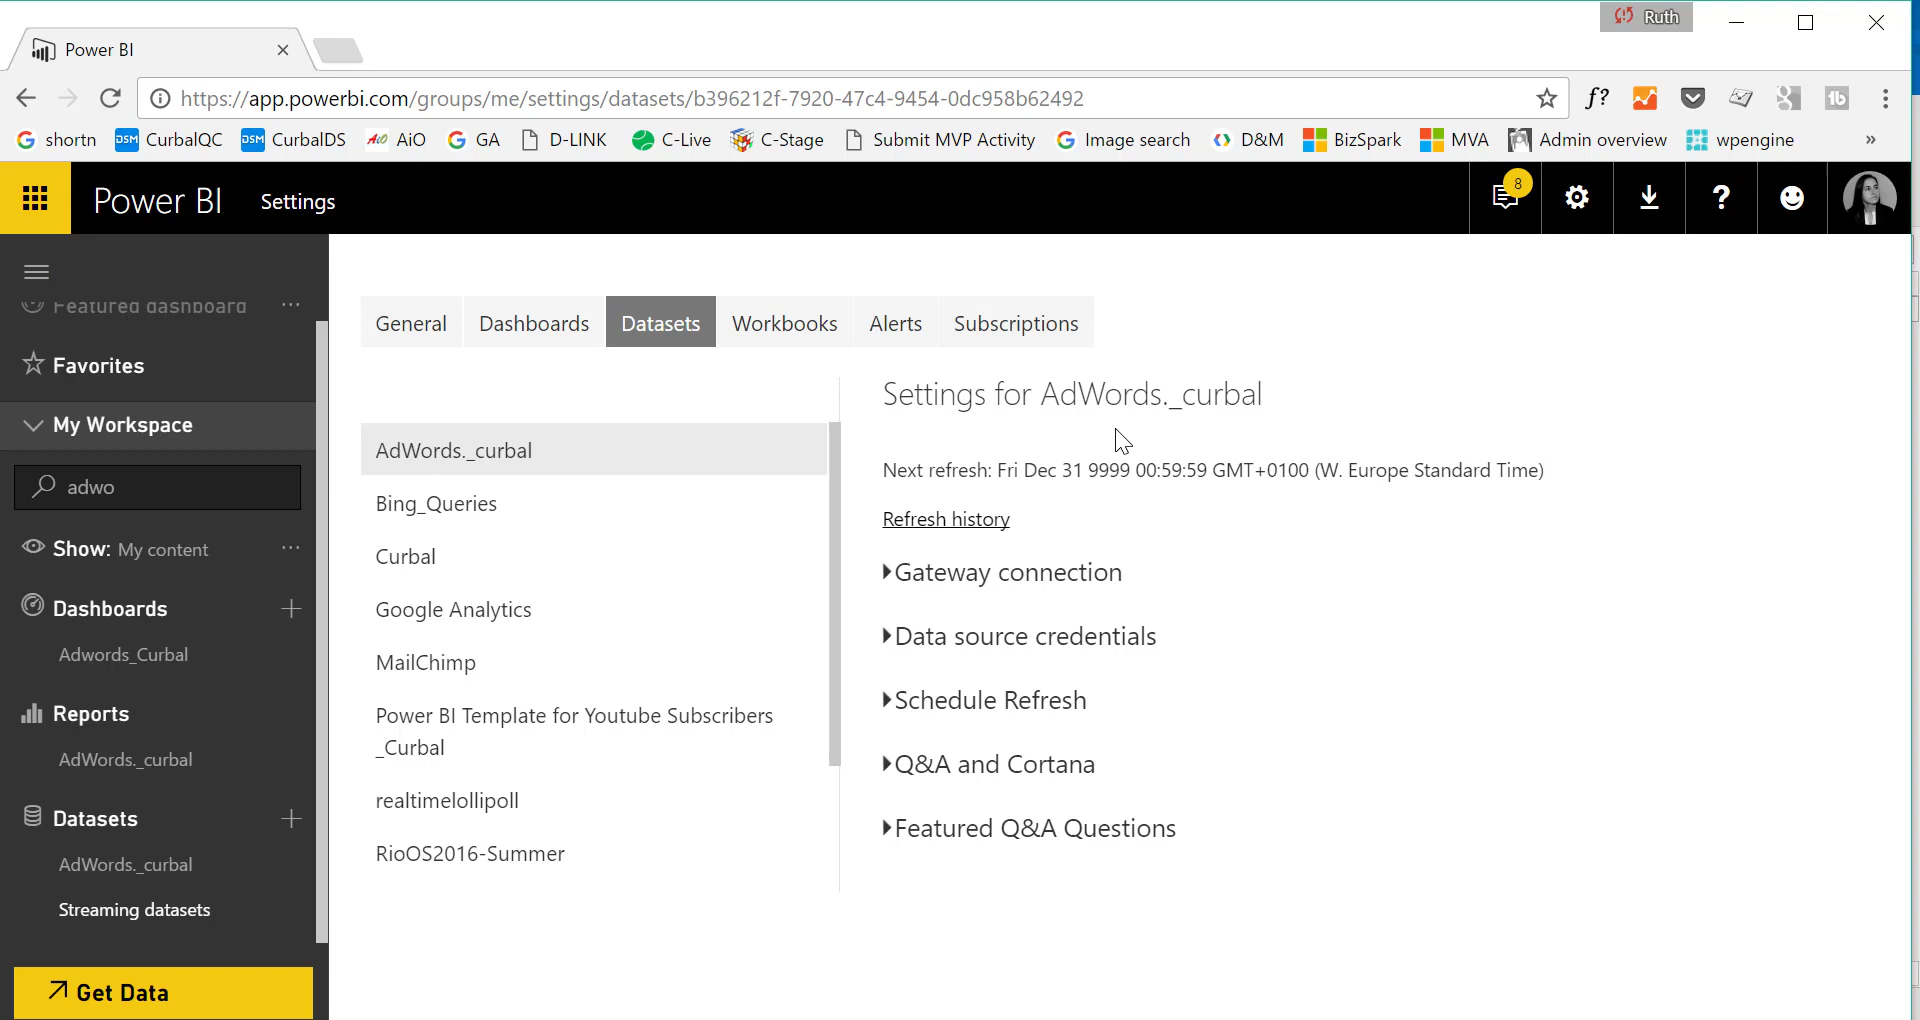 Ruth
Power BI
https://app.powerbi.com/groups/me/settings/datasets/b396212f-7920-47c4-9454-0dc958b62492
f?
shortn CurbalQC CurbalDS AiO GA D-LINK C-Live C-Stage Submit MVP Activity Image search D&M BizSpark MVA Admin overview wpengine »
Power BI Settings
8
?
Featured dashboard ...
Favorites
My Workspace
adwo
Show: My content ...
Dashboards
Adwords_Curbal
Reports
AdWords._curbal
Datasets
AdWords._curbal
Streaming datasets
Get Data
General Dashboards Datasets Workbooks Alerts Subscriptions
AdWords._curbal
Bing_Queries
Curbal
Google Analytics
MailChimp
Power BI Template for Youtube Subscribers
_Curbal
realtimelollipoll
RioOS2016-Summer
Settings for AdWords._curbal
Next refresh: Fri Dec 31 9999 00:59:59 GMT+0100 (W. Europe Standard Time)
Refresh history
Gateway connection
Data source credentials
Schedule Refresh
Q&A and Cortana
Featured Q&A Questions